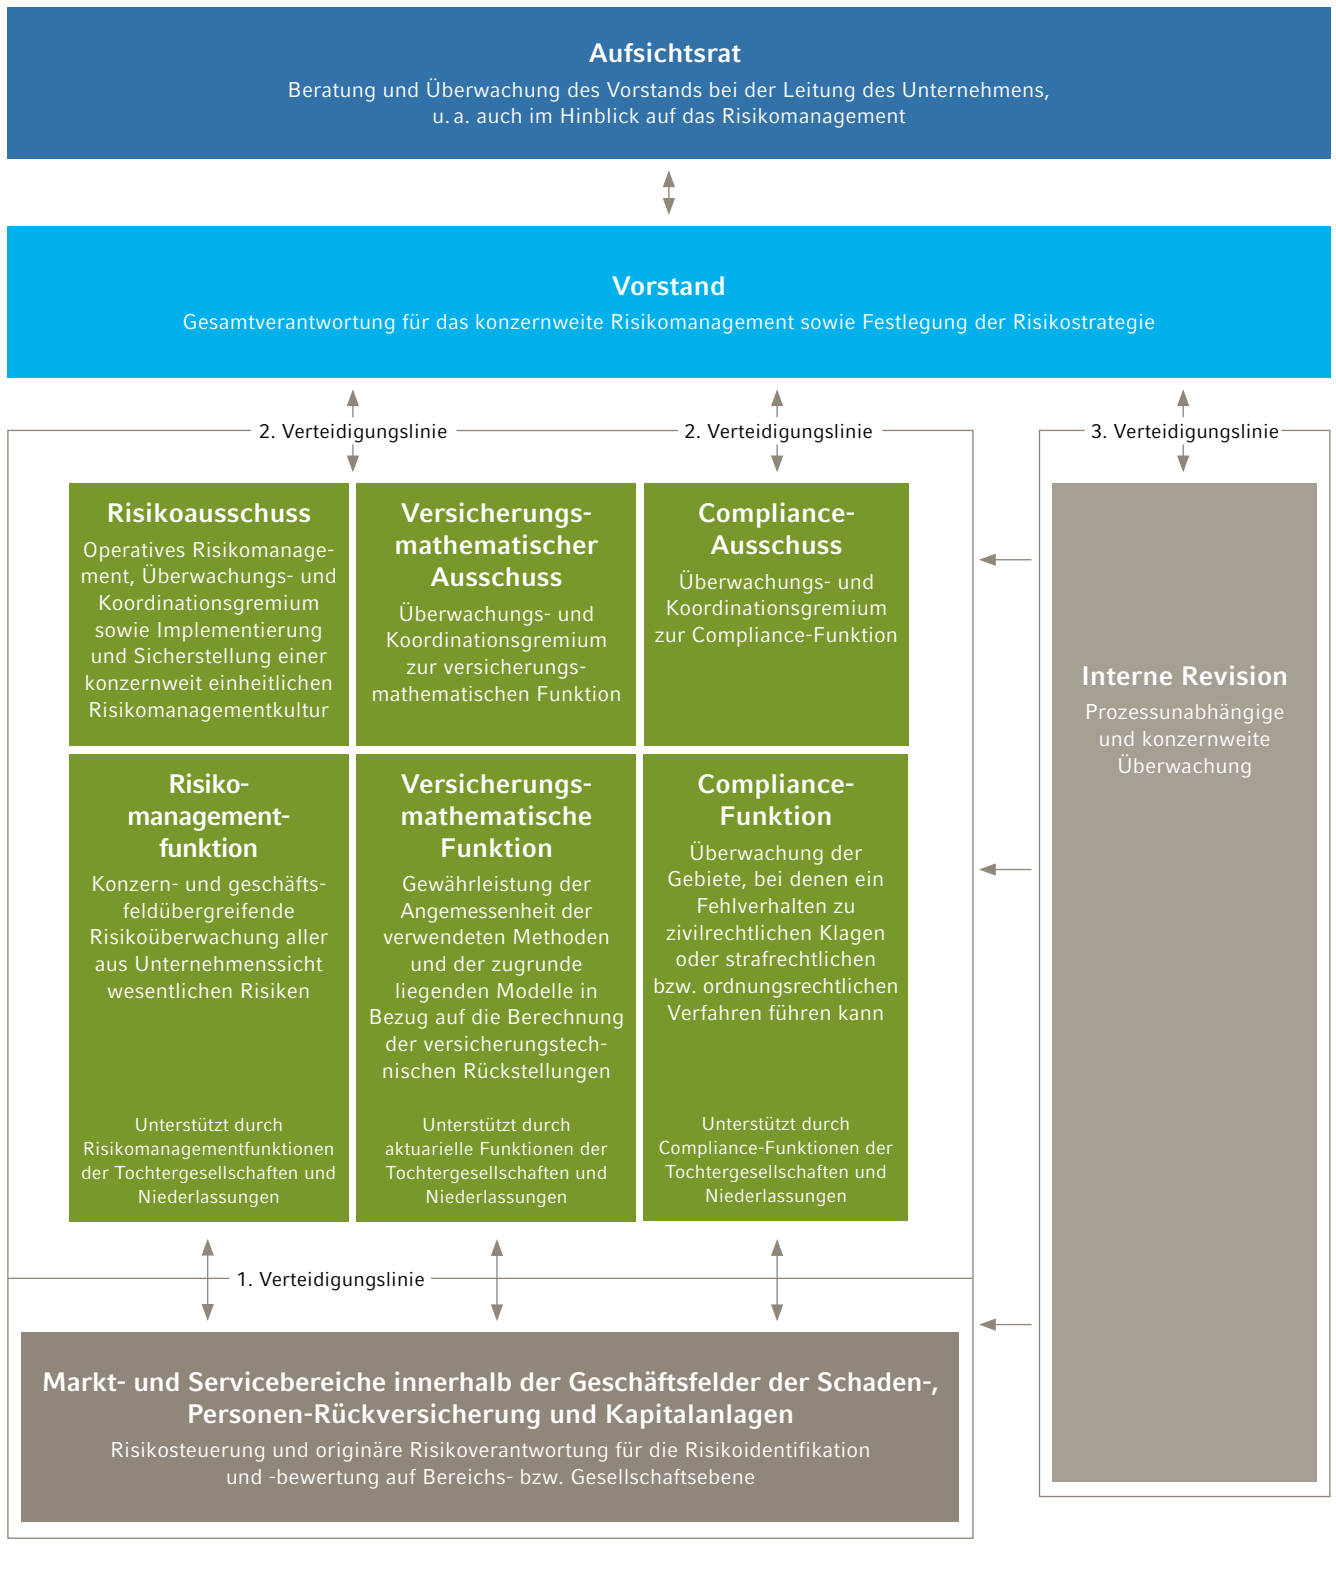 Aufsichtsrat
Beratung und Überwachung des Vorstands bei der Leitung des Unternehmens,
u. a. auch im Hinblick auf das Risikomanagement
Vorstand
Gesamtverantwortung für das konzernweite Risikomanagement sowie Festlegung der Risikostrategie
2. Verteidigungslinie
2. Verteidigungslinie
3. Verteidigungslinie
Risikoausschuss
Operatives Risikomanage-
ment, Überwachungs- und
Koordinationsgremium
sowie Implementierung
und Sicherstellung einer
konzernweit einheitlichen
Risikomanagementkultur
Versicherungs-
mathematischer
Ausschuss
Überwachungs- und
Koordinationsgremium
zur versicherungs-
mathematischen Funktion
Compliance-
Ausschuss
Überwachungs- und
Koordinationsgremium
zur Compliance-Funktion
Interne Revision
Prozessunabhängige
und konzernweite
Überwachung
Risiko-
management-
funktion
Konzern- und geschäfts-
feldübergreifende
Risikoüberwachung aller
aus Unternehmenssicht
wesentlichen Risiken
Unterstützt durch
Risikomanagementfunktionen
der Tochtergesellschaften und
Niederlassungen
Versicherungs-
mathematische
Funktion
Gewährleistung der
Angemessenheit der
verwendeten Methoden
und der zugrunde
liegenden Modelle in
Bezug auf die Berechnung
der versicherungstech-
nischen Rückstellungen
Unterstützt durch
aktuarielle Funktionen der
Tochtergesellschaften und
Niederlassungen
Compliance-
Funktion
Überwachung der
Gebiete, bei denen ein
Fehlverhalten zu
zivilrechtlichen Klagen
oder strafrechtlichen
bzw. ordnungsrechtlichen
Verfahren führen kann
Unterstützt durch
Compliance-Funktionen der
Tochtergesellschaften und
Niederlassungen
1. Verteidigungslinie
Markt- und Servicebereiche innerhalb der Geschäftsfelder der Schaden-,
Personen-Rückversicherung und Kapitalanlagen
Risikosteuerung und originäre Risikoverantwortung für die Risikoidentifikation
und -bewertung auf Bereichs- bzw. Gesellschaftsebene